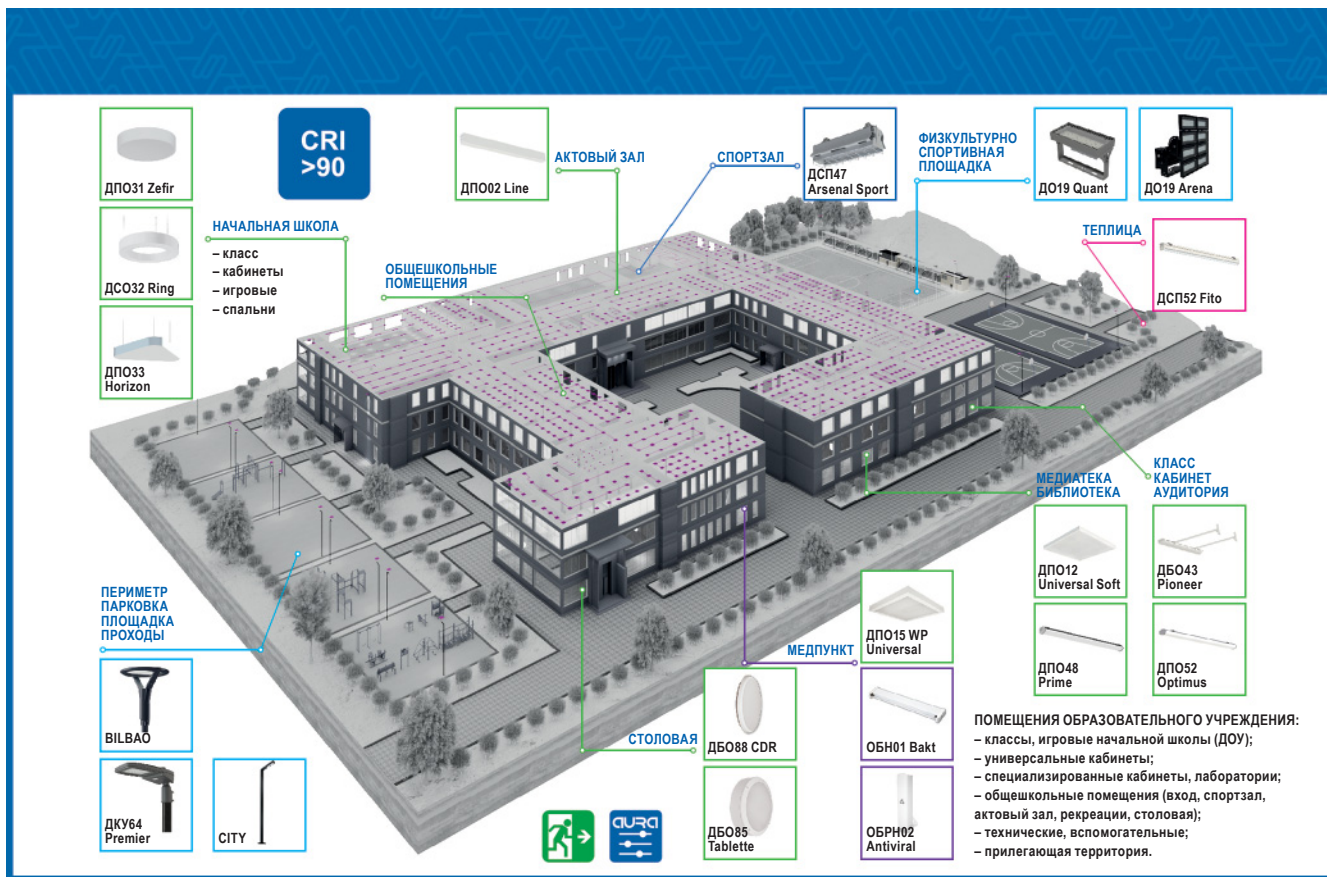 ДПО31 Zefir
CRI
>90
ДПО02 Line
АКТОВЫЙ ЗАЛ
СПОРТЗАЛ
ДСП47
Arsenal Sport
ФИЗКУЛЬТУРНО
СПОРТИВНАЯ
ПЛОЩАДКА
ДО19 Quant
ДО19 Arena
ДСО32 Ring
НАЧАЛЬНАЯ ШКОЛА
– класс
– кабинеты
– игровые
– спальни
ОБЩЕШКОЛЬНЫЕ
ПОМЕЩЕНИЯ
ТЕПЛИЦА
ДСП52 Fito
ДПО33
Horizon
МЕДИАТЕКА
БИБЛИОТЕКА
КЛАСС
КАБИНЕТ
АУДИТОРИЯ
ДПО12
Universal Soft
ДБО43
Pioneer
ДПО48
Prime
ДПО52
Optimus
ПЕРИМЕТР
ПАРКОВКА
ПЛОЩАДКА
ПРОХОДЫ
BILBAO
ДКУ64
Premier
CITY
МЕДПУНКТ
ДПО15 WP
Universal
СТОЛОВАЯ
ДБО88 CDR
ОБН01 Bakt
ДБО85
Tablette
ОБРН02
Antiviral
aura
ПОМЕЩЕНИЯ ОБРАЗОВАТЕЛЬНОГО УЧРЕЖДЕНИЯ:
– классы, игровые начальной школы (ДОУ);
– универсальные кабинеты;
– специализированные кабинеты, лаборатории;
– общешкольные помещения (вход, спортзал,
актовый зал, рекреации, столовая);
– технические, вспомогательные;
– прилегающая территория.